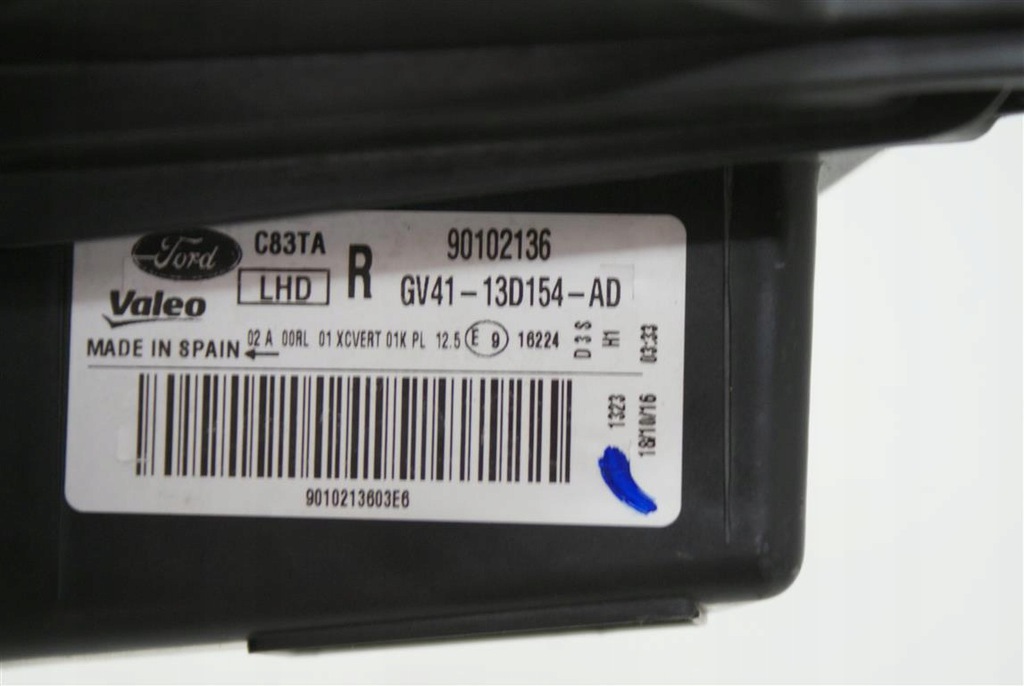 Ford C83TA R 90102136
Valeo LHD GV41-13D154-AD
MADE IN SPAIN 02 A 00RL 01 XCVERT 01K PL 12.5 E 9 16224
D3S
H1
03:33
1323
18/10/16
9010213603E6